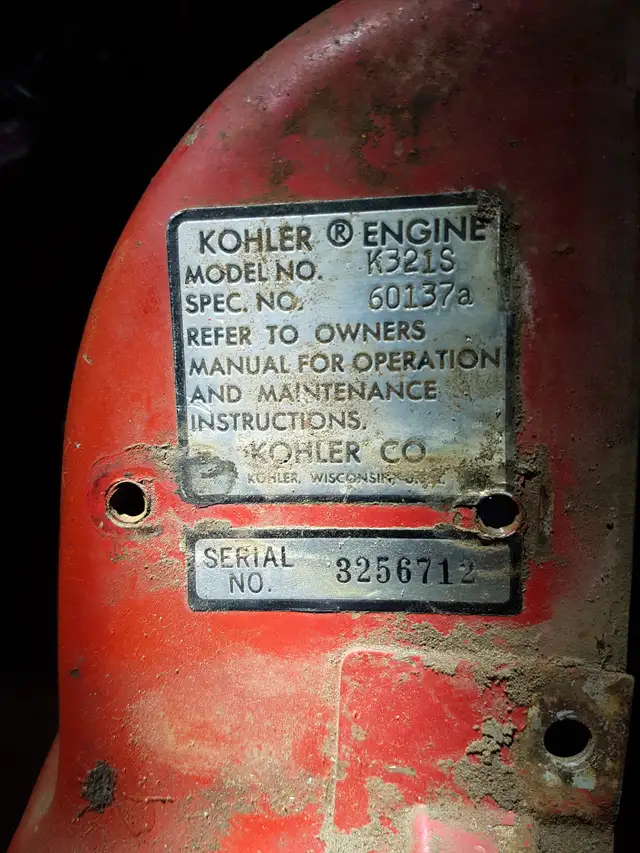 KOHLER ® ENGINE
MODEL NO. K321S
SPEC. NO. 60137a
REFER TO OWNERS
MANUAL FOR OPERATION
AND MAINTENANCE
INSTRUCTIONS.
KOHLER CO
KOHLER, WISCONSIN,
SERIAL NO. 3256712